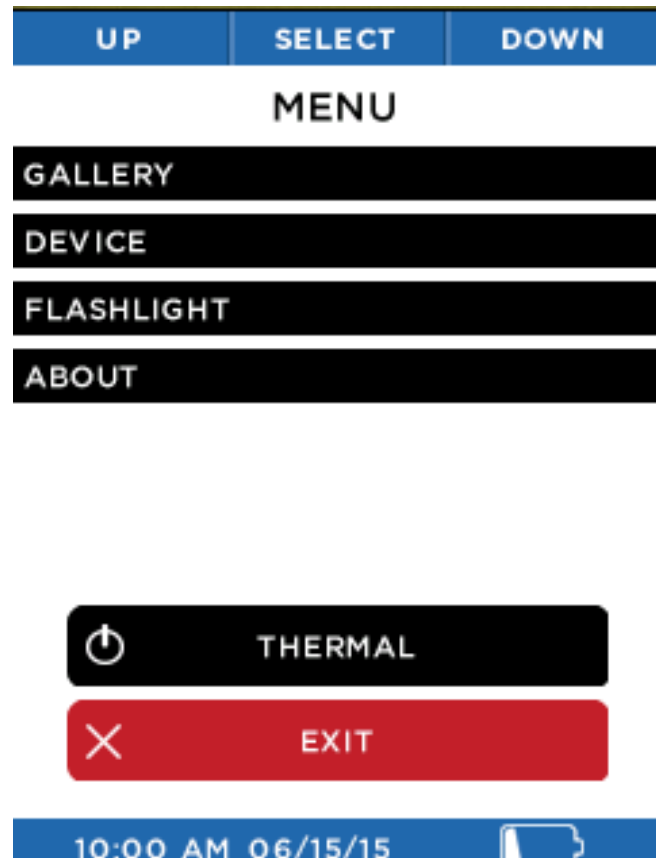 UP SELECT DOWN
MENU
GALLERY
DEVICE
FLASHLIGHT
ABOUT
THERMAL
EXIT
10:00 AM 06/15/15